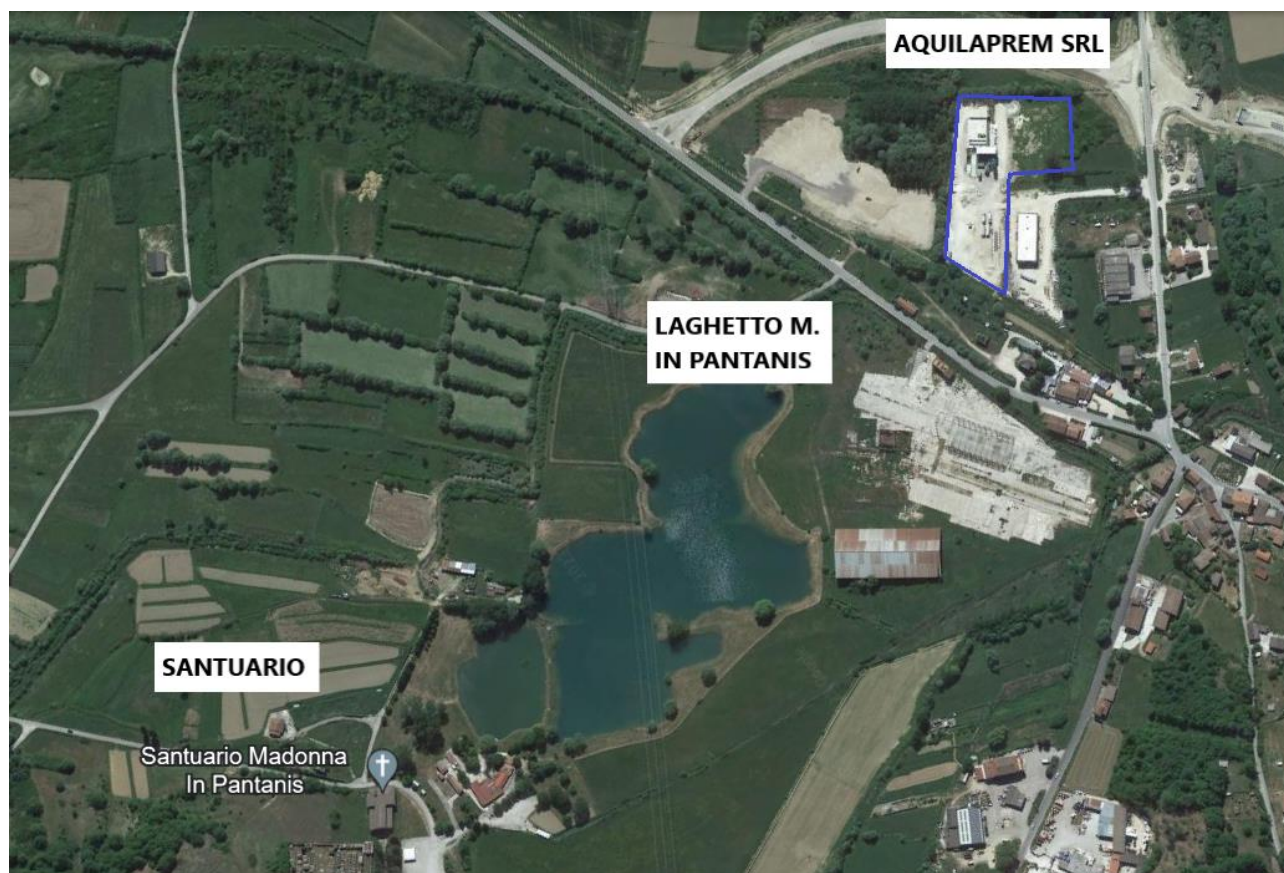 AQUILAPREM SRL
LAGHETTO M.
IN PANTANIS
SANTUARIO
Santuario Madonna
In Pantanis